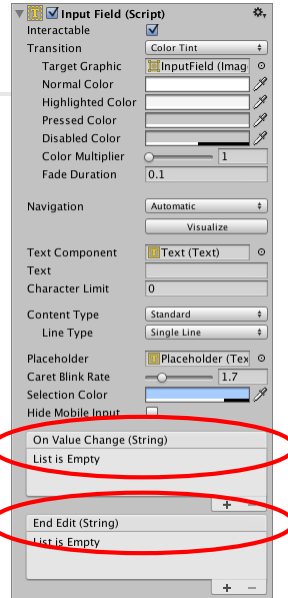 Input Field (Script)
Interactable
Transition Color Tint
Target Graphic InputField (Imag
Normal Color
Highlighted Color
Pressed Color
Disabled Color
Color Multiplier 1
Fade Duration 0.1
Navigation Automatic
Visualize
Text Component Text (Text)
Text
Character Limit 0
Content Type Standard
Line Type Single Line
Placeholder Placeholder (Tex
Caret Blink Rate 1.7
Selection Color
Hide Mobile Input
On Value Change (String)
List is Empty
+ −
End Edit (String)
List is Empty
+ −